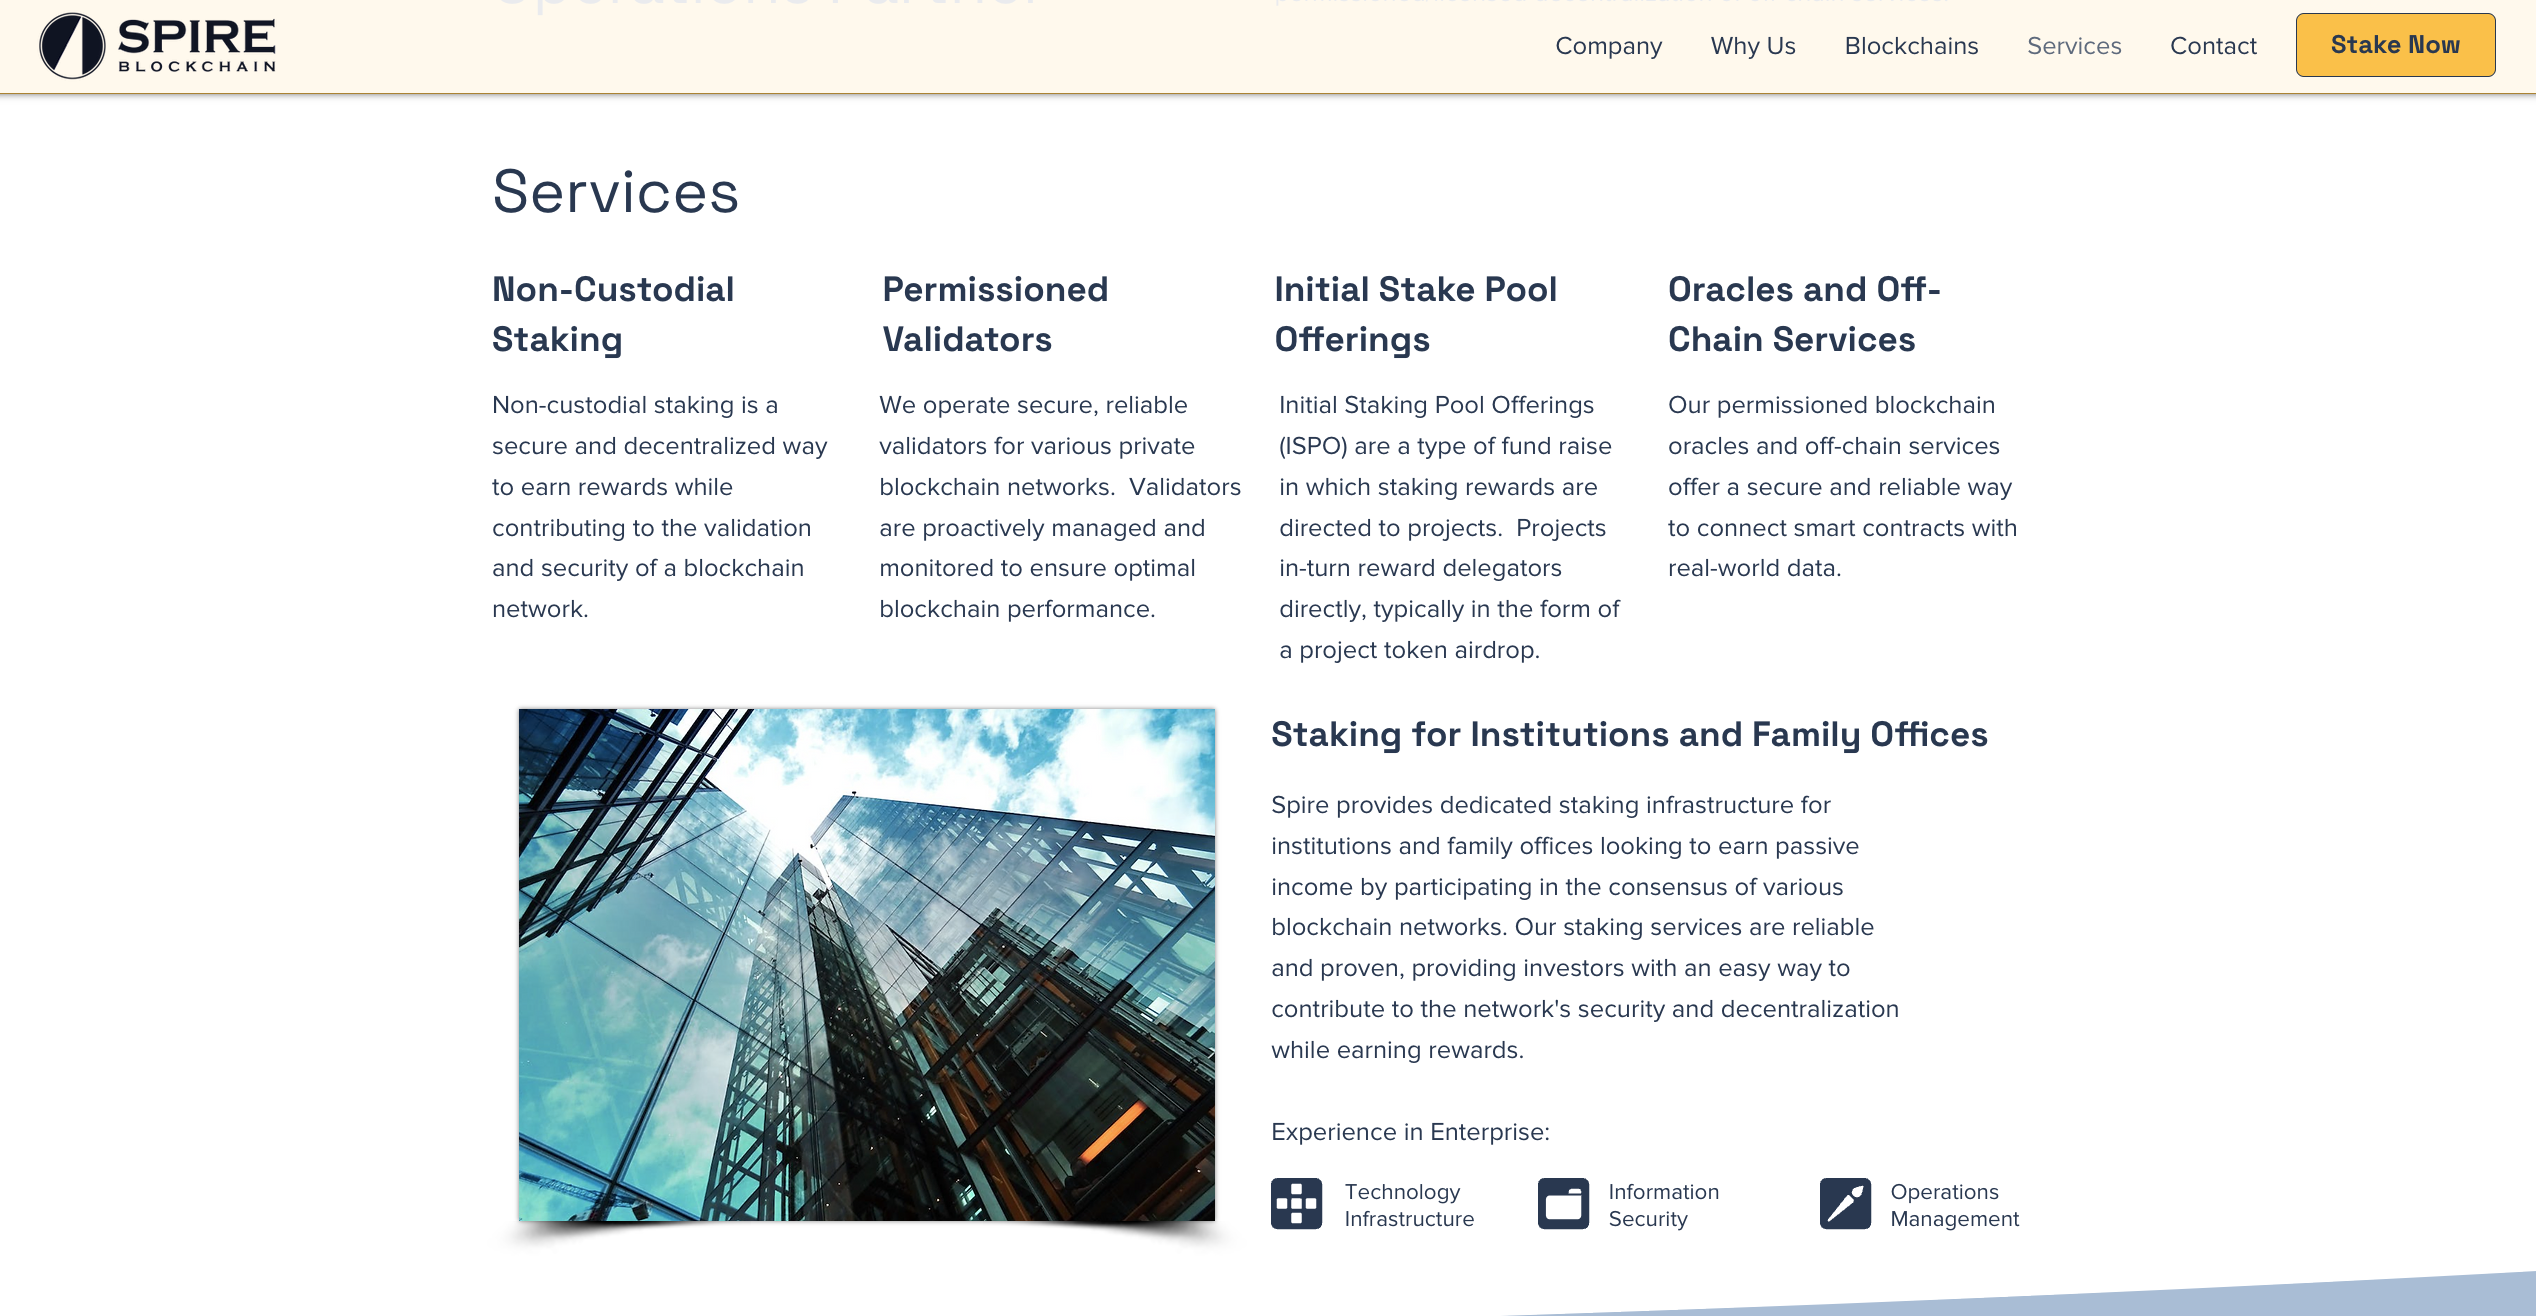 SPIRE
BLOCKCHAIN
Company
Why Us
Blockchains
Services
Contact
Stake Now
Services
Non-Custodial
Staking
Non-custodial staking is a
secure and decentralized way
to earn rewards while
contributing to the validation
and security of a blockchain
network.
Permissioned
Validators
We operate secure, reliable
validators for various private
blockchain networks.  Validators
are proactively managed and
monitored to ensure optimal
blockchain performance.
Initial Stake Pool
Offerings
Initial Staking Pool Offerings
(ISPO) are a type of fund raise
in which staking rewards are
directed to projects.  Projects
in-turn reward delegators
directly, typically in the form of
a project token airdrop.
Oracles and Off-
Chain Services
Our permissioned blockchain
oracles and off-chain services
offer a secure and reliable way
to connect smart contracts with
real-world data.
Staking for Institutions and Family Offices
Spire provides dedicated staking infrastructure for
institutions and family offices looking to earn passive
income by participating in the consensus of various
blockchain networks. Our staking services are reliable
and proven, providing investors with an easy way to
contribute to the network's security and decentralization
while earning rewards.
Experience in Enterprise:
Technology
Infrastructure
Information
Security
Operations
Management